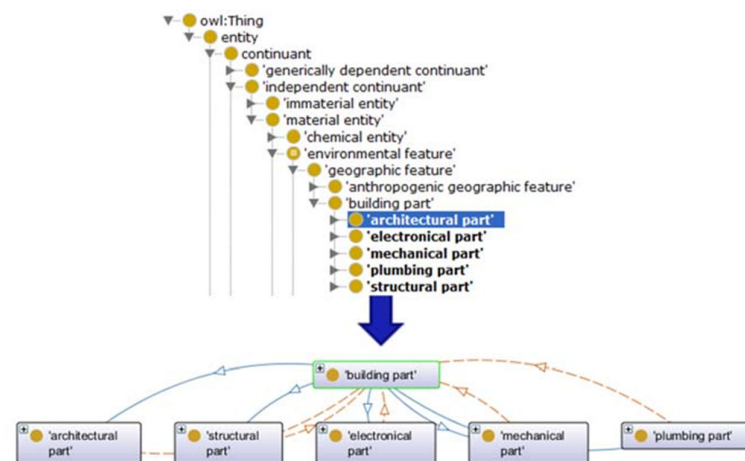 owl:Thing
entity
continuant
'generically dependent continuant'
'independent continuant'
'immaterial entity'
'material entity'
'chemical entity'
'environmental feature'
'geographic feature'
'anthropogenic geographic feature'
'building part'
'architectural part'
'electronical part'
'mechanical part'
'plumbing part'
'structural part'
'building part'
'architectural
part'
'structural
part'
'electronical
part'
'mechanical
part'
'plumbing part'